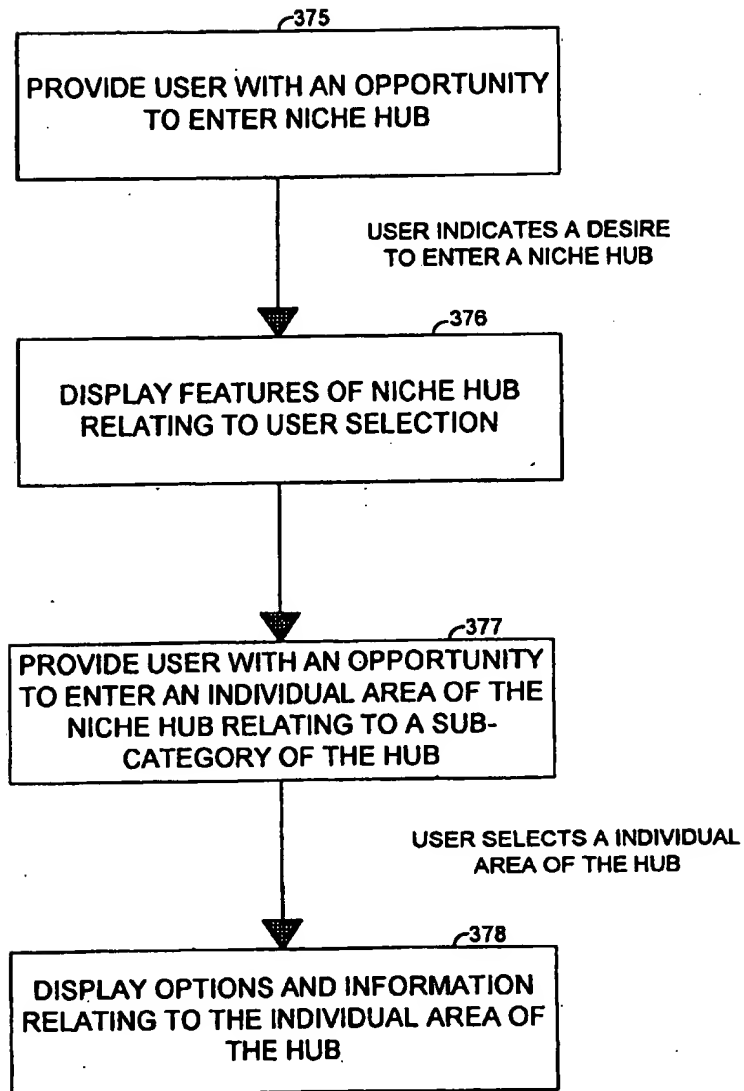 375
PROVIDE USER WITH AN OPPORTUNITY
TO ENTER NICHE HUB
USER INDICATES A DESIRE
TO ENTER A NICHE HUB
376
DISPLAY FEATURES OF NICHE HUB
RELATING TO USER SELECTION
377
PROVIDE USER WITH AN OPPORTUNITY
TO ENTER AN INDIVIDUAL AREA OF THE
NICHE HUB RELATING TO A SUB-
CATEGORY OF THE HUB
USER SELECTS A INDIVIDUAL
AREA OF THE HUB
378
DISPLAY OPTIONS AND INFORMATION
RELATING TO THE INDIVIDUAL AREA OF
THE HUB